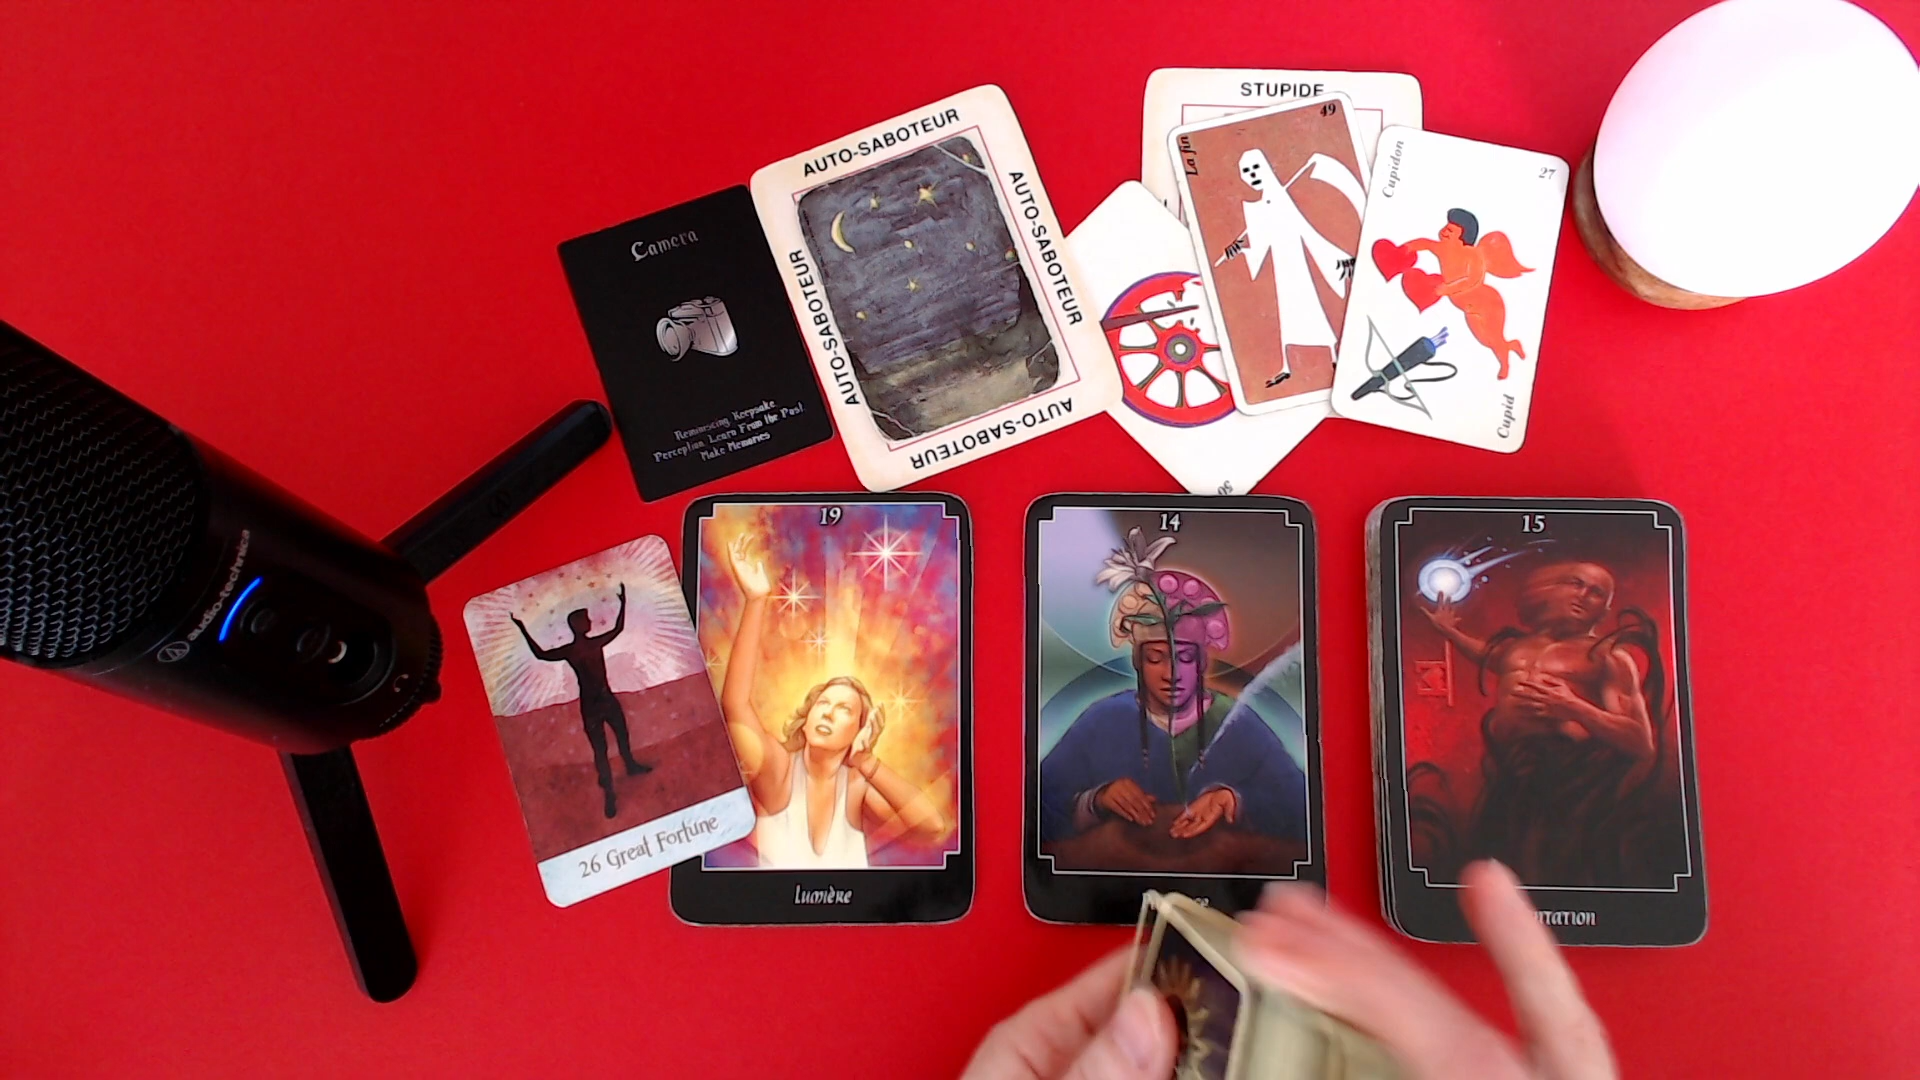 Camera
Reminiscing Keepsake
Perception Learn From the Past
Make Memories
AUTO-SABOTEUR
AUTO-SABOTEUR
AUTO-SABOTEUR
AUTO-SABOTEUR
STUPIDE
49
La fin
50
Cupidon
27
Cupid
audio-technica
26 Great Fortune
19
Lumière
14
15